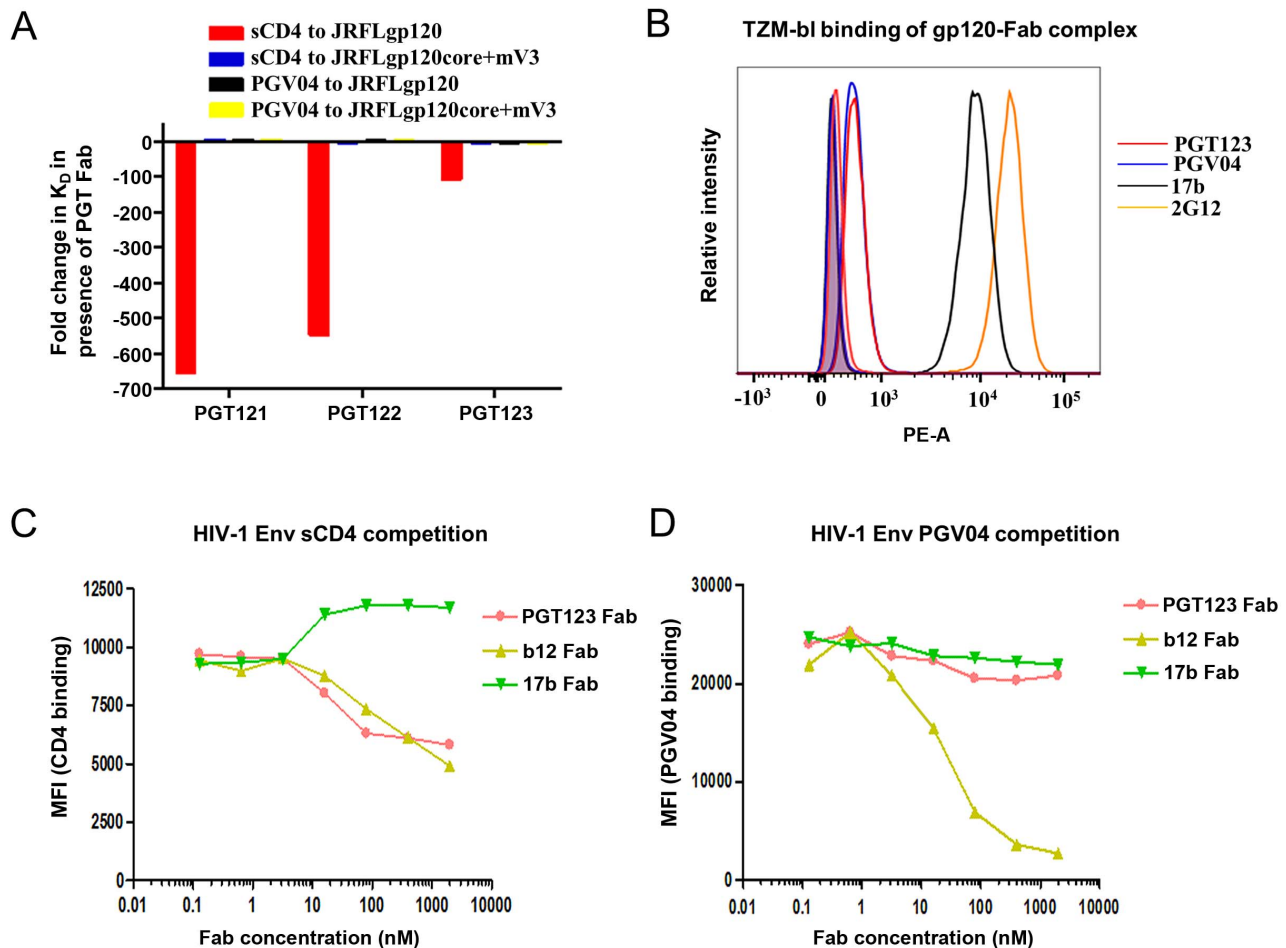 A
sCD4 to JRFLgp120
sCD4 to JRFLgp120core+mV3
PGV04 to JRFLgp120
PGV04 to JRFLgp120core+mV3
Fold change in KD in
presence of PGT Fab
0
-100
-200
-300
-400
-500
-600
-700
PGT121
PGT122
PGT123
B
TZM-bl binding of gp120-Fab complex
Relative intensity
PGT123
PGV04
17b
2G12
-10³
0
10³
10⁴
10⁵
PE-A
C
HIV-1 Env sCD4 competition
MFI (CD4 binding)
12500
10000
7500
5000
2500
0
0.01
0.1
1
10
100
1000
10000
Fab concentration (nM)
PGT123 Fab
b12 Fab
17b Fab
D
HIV-1 Env PGV04 competition
MFI (PGV04 binding)
30000
20000
10000
0
0.01
0.1
1
10
100
1000
10000
Fab concentration (nM)
PGT123 Fab
b12 Fab
17b Fab